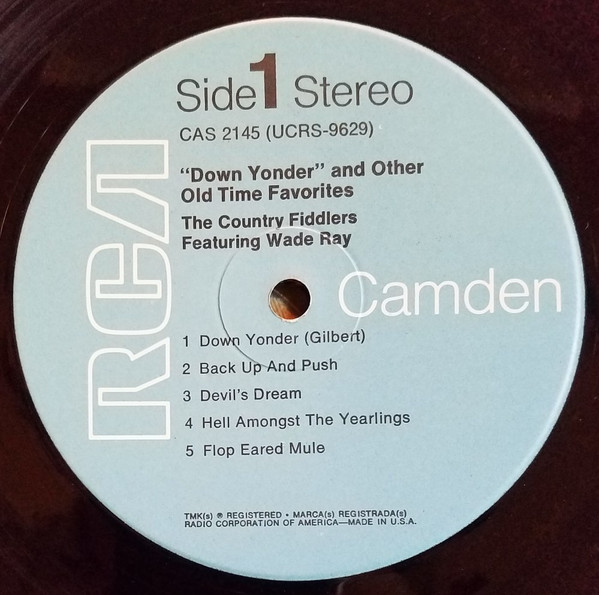 Side 1 Stereo
CAS 2145 (UCRS-9629)
"Down Yonder" and Other
Old Time Favorites
The Country Fiddlers
Featuring Wade Ray
RCA
Camden
1 Down Yonder (Gilbert)
2 Back Up And Push
3 Devil's Dream
4 Hell Amongst The Yearlings
5 Flop Eared Mule
TMK(s) ® REGISTERED • MARCA(s) REGISTRADA(s)
RADIO CORPORATION OF AMERICA—MADE IN U.S.A.